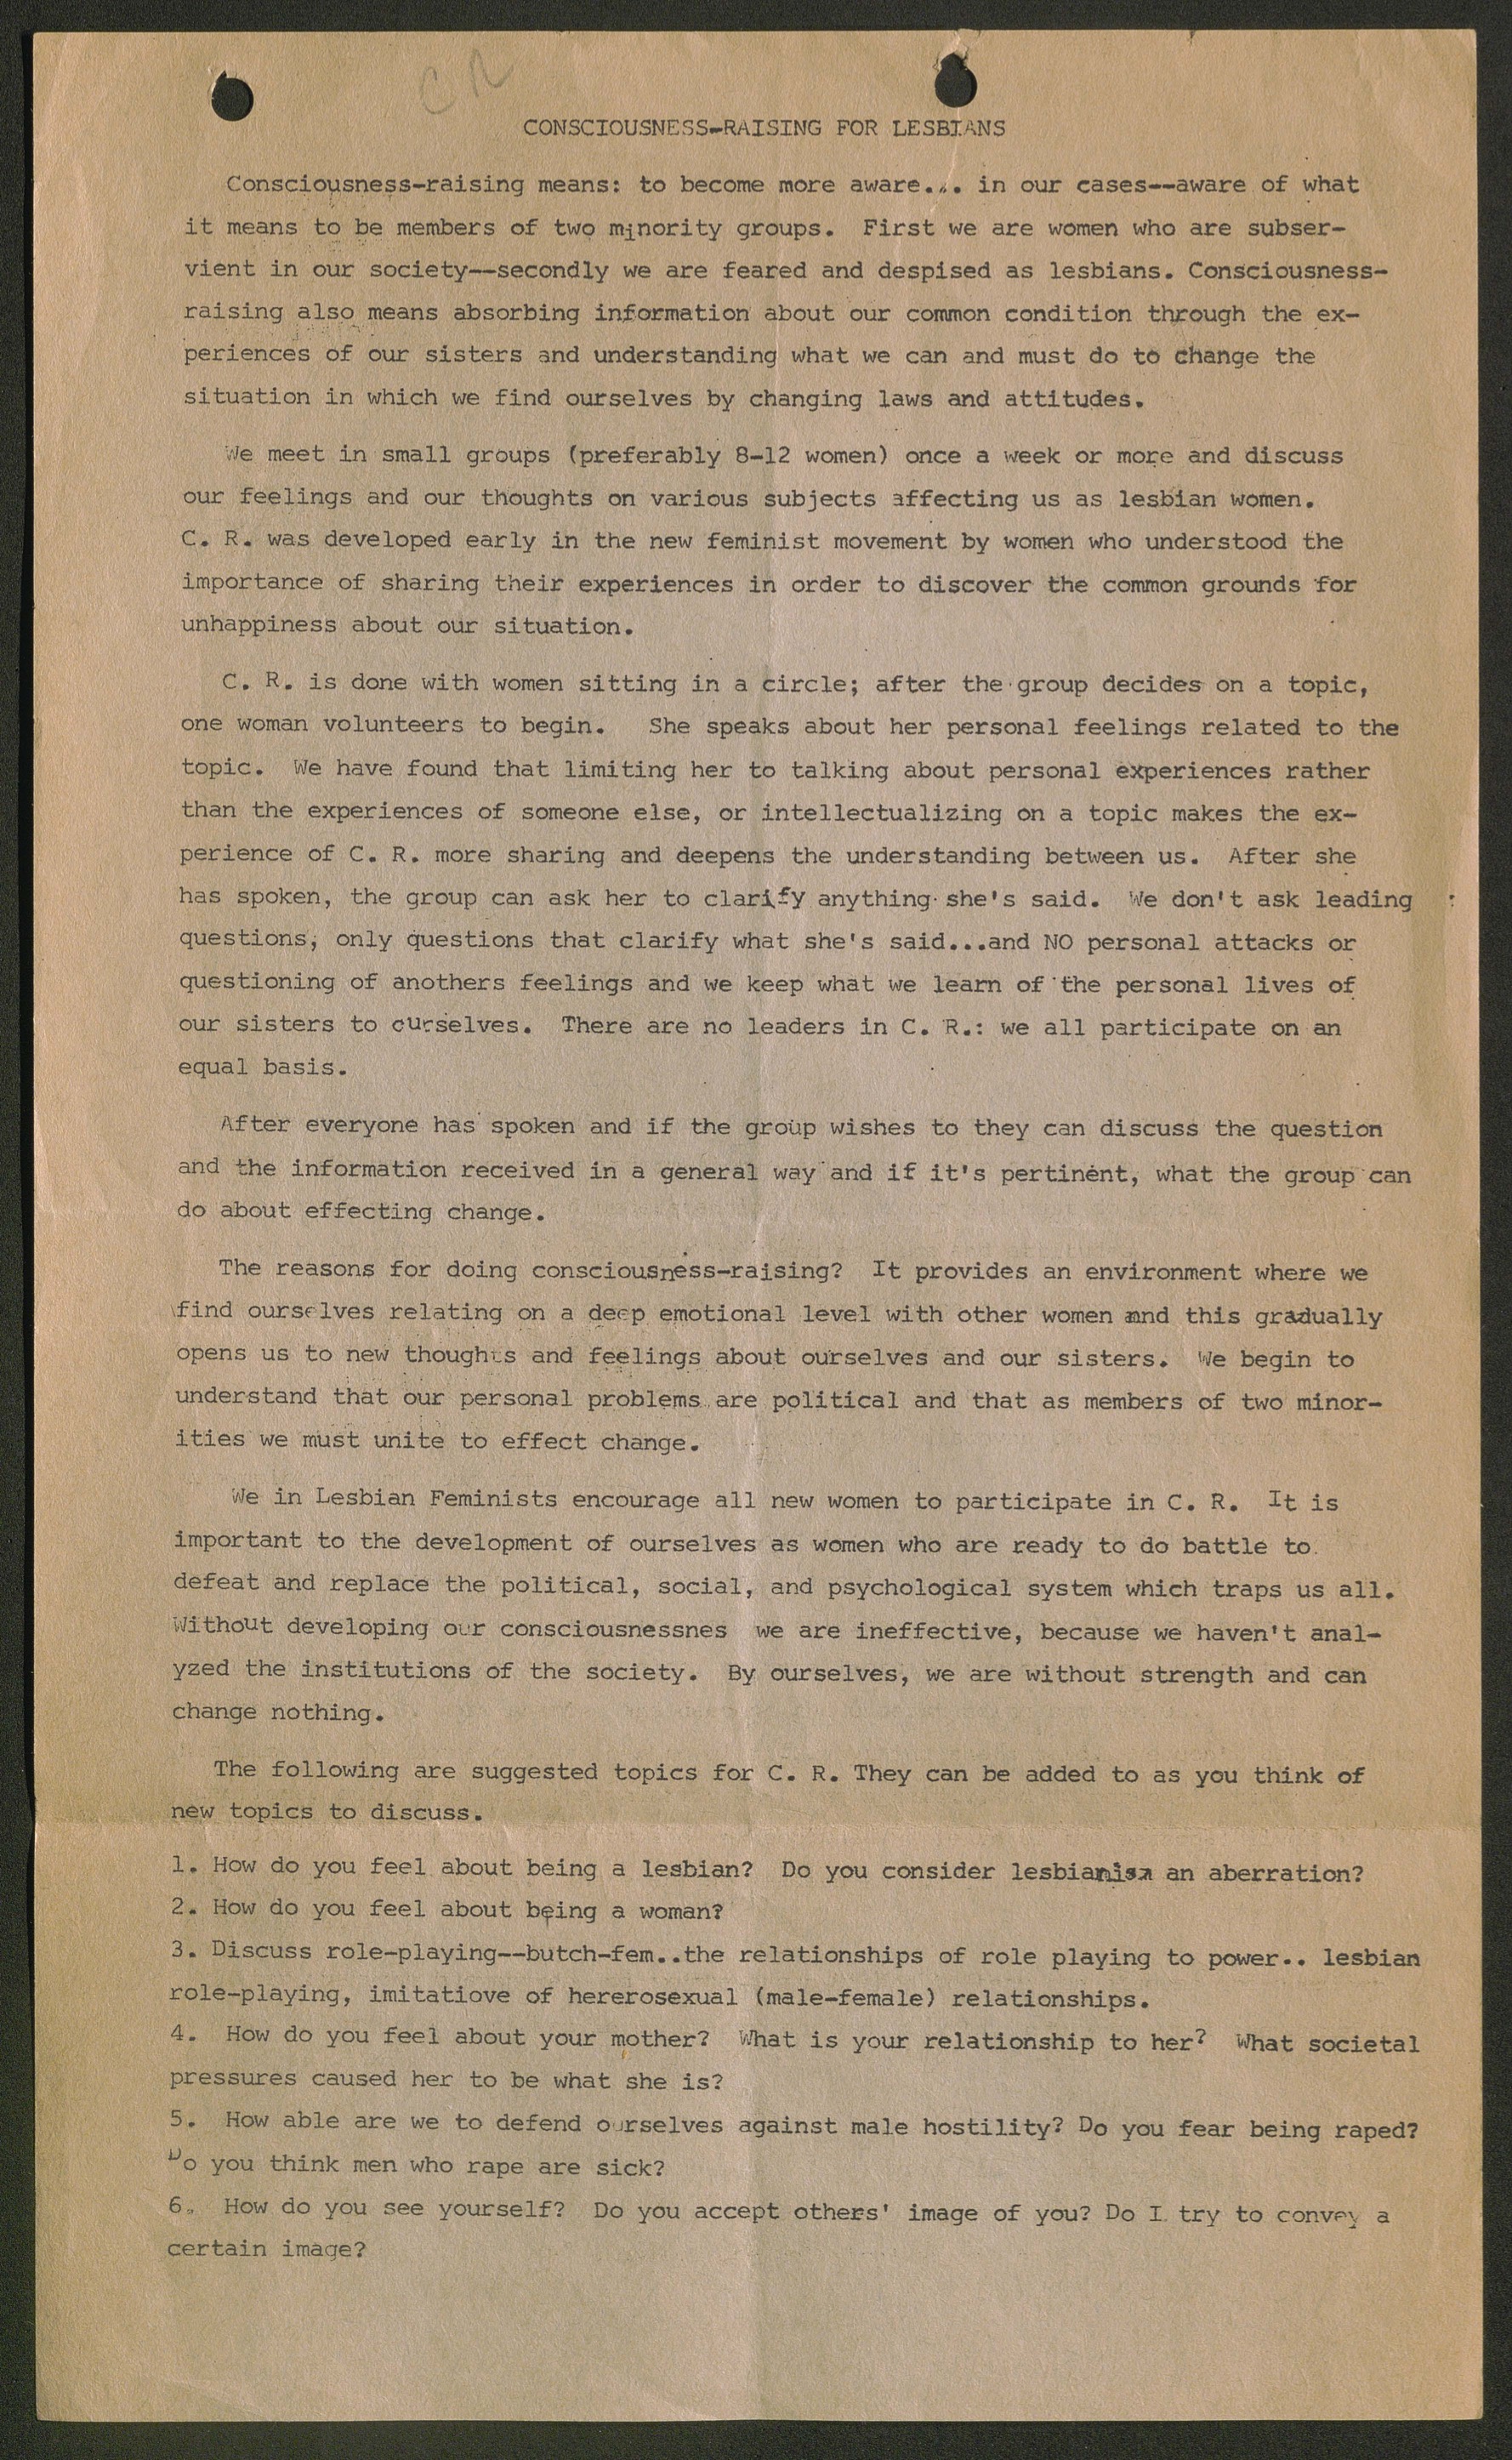 CR
CONSCIOUSNESS-RAISING FOR LESBIANS
Consciousness-raising means: to become more aware... in our cases--aware of what
it means to be members of two minority groups. First we are women who are subser-
vient in our society--secondly we are feared and despised as lesbians. Consciousness-
raising also means absorbing information about our common condition through the ex-
periences of our sisters and understanding what we can and must do to change the
situation in which we find ourselves by changing laws and attitudes.
We meet in small groups (preferably 8-12 women) once a week or more and discuss
our feelings and our thoughts on various subjects affecting us as lesbian women.
C. R. was developed early in the new feminist movement by women who understood the
importance of sharing their experiences in order to discover the common grounds for
unhappiness about our situation.
C. R. is done with women sitting in a circle; after the group decides on a topic,
one woman volunteers to begin. She speaks about her personal feelings related to the
topic. We have found that limiting her to talking about personal experiences rather
than the experiences of someone else, or intellectualizing on a topic makes the ex-
perience of C. R. more sharing and deepens the understanding between us. After she
has spoken, the group can ask her to clarify anything she's said. We don't ask leading
questions, only questions that clarify what she's said...and NO personal attacks or
questioning of anothers feelings and we keep what we learn of the personal lives of
our sisters to ourselves. There are no leaders in C. R.: we all participate on an
equal basis.
After everyone has spoken and if the group wishes to they can discuss the question
and the information received in a general way and if it's pertinent, what the group can
do about effecting change.
The reasons for doing consciousness-raising? It provides an environment where we
find ourselves relating on a deep emotional level with other women and this gradually
opens us to new thoughts and feelings about ourselves and our sisters. We begin to
understand that our personal problems are political and that as members of two minor-
ities we must unite to effect change.
We in Lesbian Feminists encourage all new women to participate in C. R. It is
important to the development of ourselves as women who are ready to do battle to
defeat and replace the political, social, and psychological system which traps us all.
Without developing our consciousnessnes we are ineffective, because we haven't anal-
yzed the institutions of the society. By ourselves, we are without strength and can
change nothing.
The following are suggested topics for C. R. They can be added to as you think of
new topics to discuss.
1. How do you feel about being a lesbian? Do you consider lesbianism an aberration?
2. How do you feel about being a woman?
3. Discuss role-playing--butch-fem..the relationships of role playing to power.. lesbian
role-playing, imitatiove of hererosexual (male-female) relationships.
4. How do you feel about your mother? What is your relationship to her? What societal
pressures caused her to be what she is?
5. How able are we to defend ourselves against male hostility? Do you fear being raped?
Do you think men who rape are sick?
6. How do you see yourself? Do you accept others' image of you? Do I try to convey a
certain image?